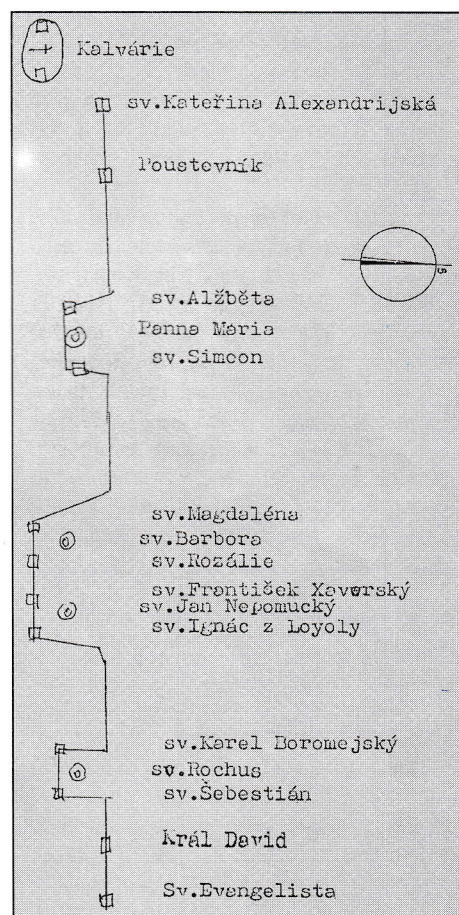 Kalvárie
sv.Kateřina Alexandrijská
Poustevník
sv.Alžběta
Panna Maria
sv.Simeon
sv.Magdaléna
sv.Barbora
sv.Rozálie
sv.František Xaverský
sv.Jan Nepomucký
sv.Ignác z Loyoly
sv.Karel Boromejský
sv.Rochus
sv.Šebestián
Král David
Sv.Evangelista